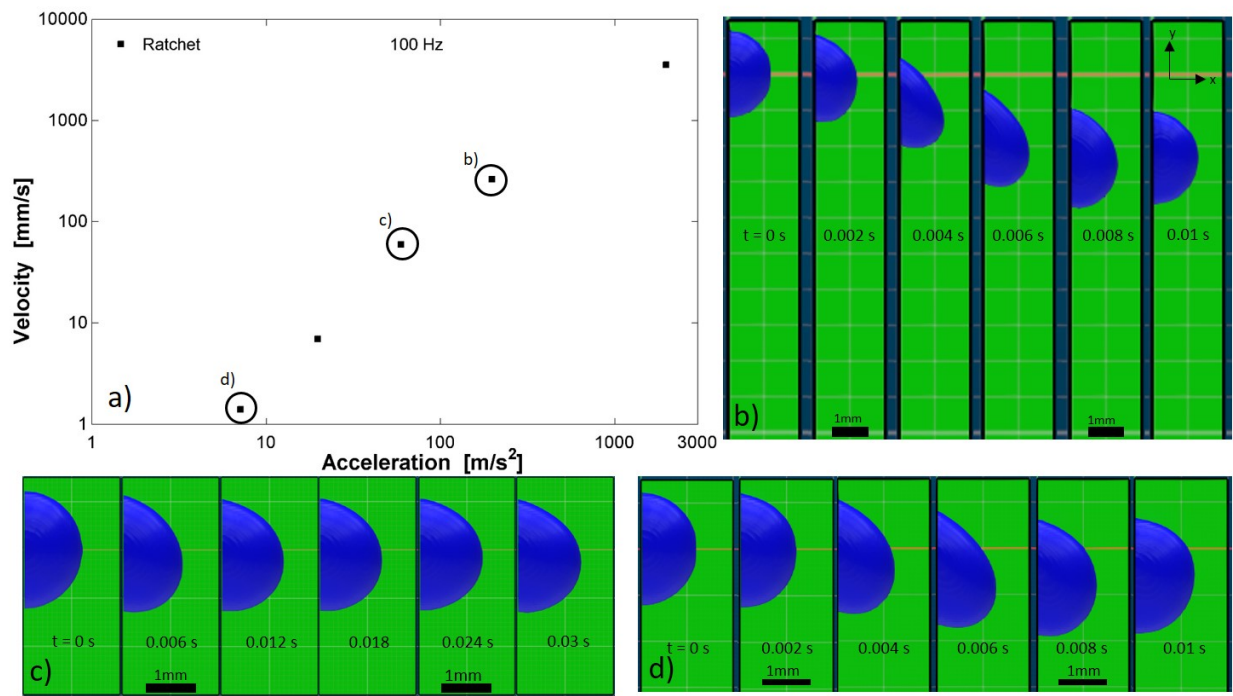 10000
1000
100
10
1
Velocity [mm/s]
Ratchet
100 Hz
b)
c)
d)
a)
1
10
100
1000
3000
Acceleration [m/s²]
y
x
t = 0 s
0.002 s
0.004 s
0.006 s
0.008 s
0.01 s
b)
1mm
1mm
t = 0 s
0.006 s
0.012 s
0.018
0.024 s
0.03 s
c)
1mm
1mm
t = 0 s
0.002 s
0.004 s
0.006 s
0.008 s
0.01 s
d)
1mm
1mm